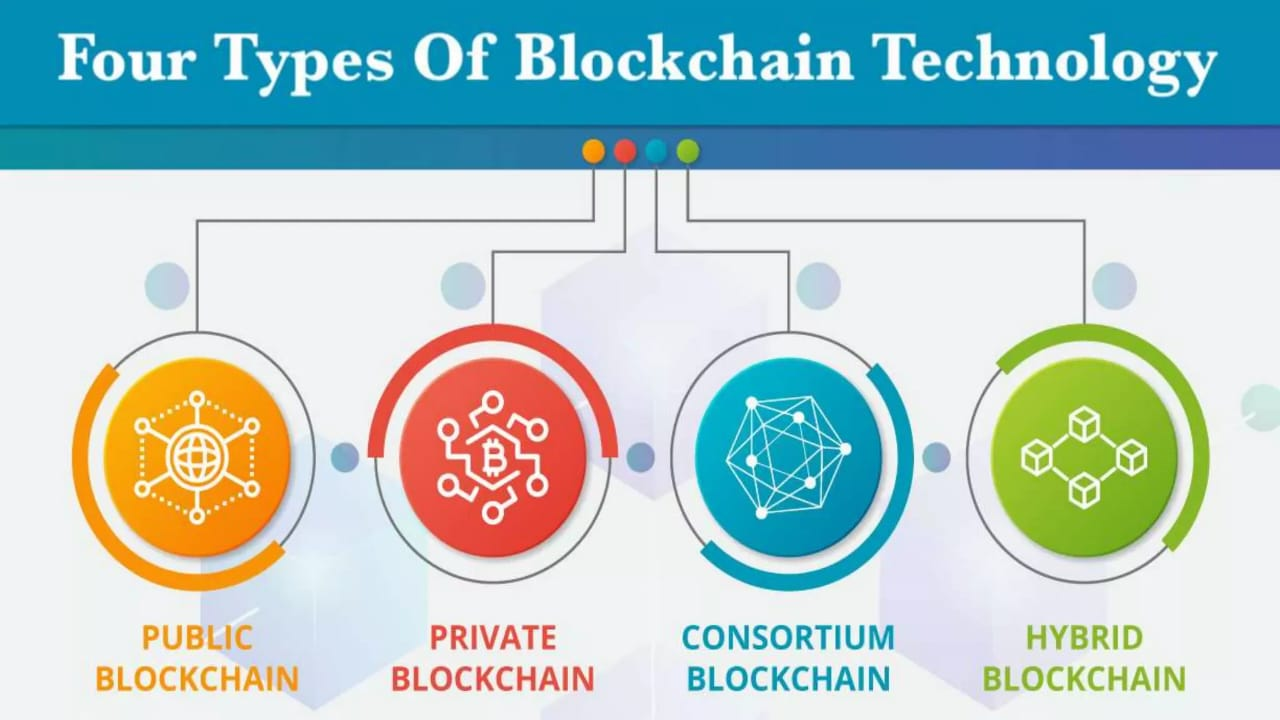 Four Types Of Blockchain Technology
PUBLIC
BLOCKCHAIN
PRIVATE
BLOCKCHAIN
CONSORTIUM
BLOCKCHAIN
HYBRID
BLOCKCHAIN